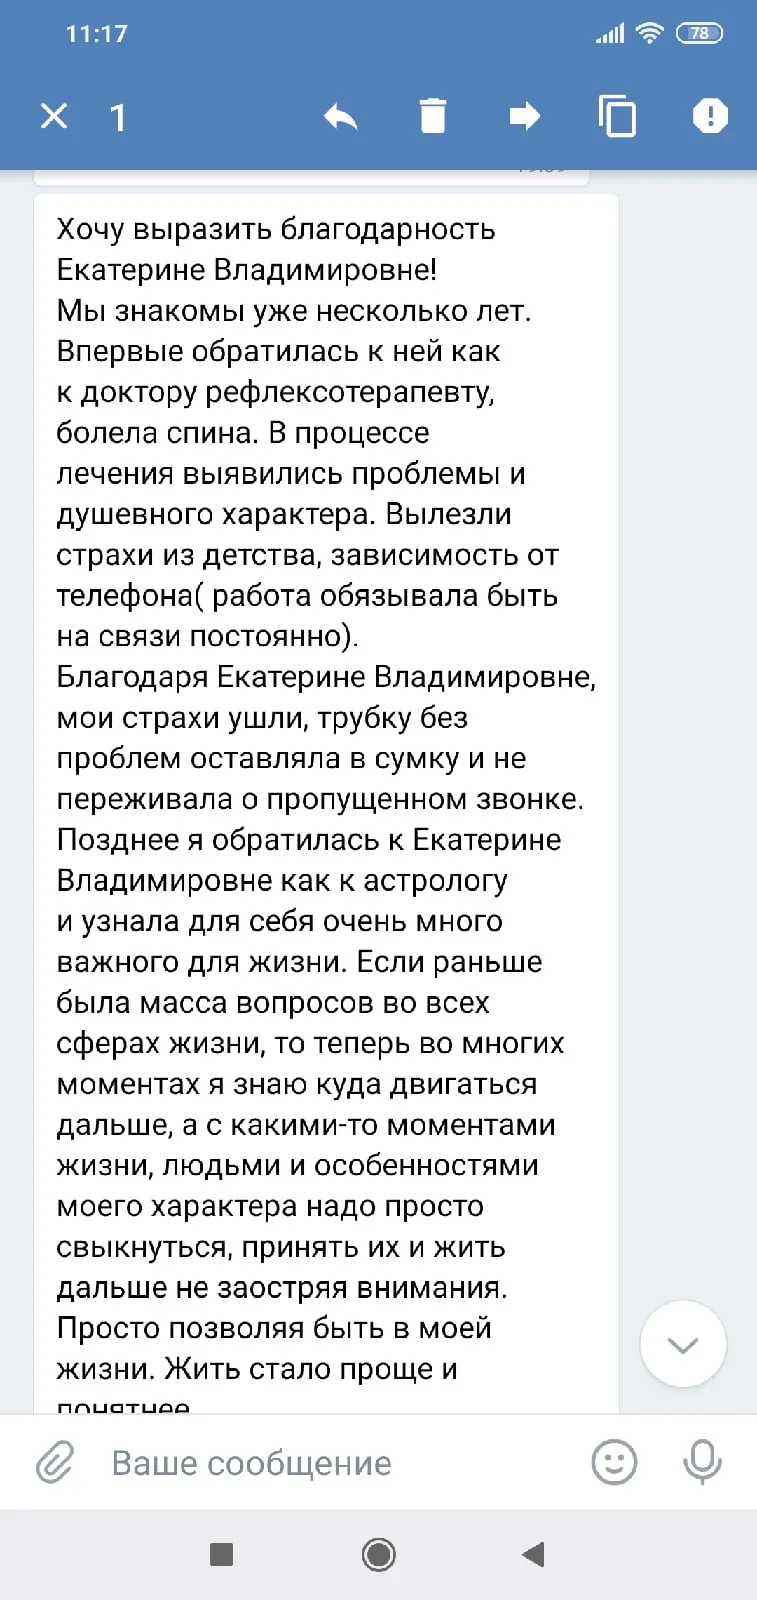 11:17
78
1
Хочу выразить благодарность
Екатерине Владимировне!
Мы знакомы уже несколько лет.
Впервые обратилась к ней как
к доктору рефлексотерапевту,
болела спина. В процессе
лечения выявились проблемы и
душевного характера. Вылезли
страхи из детства, зависимость от
телефона( работа обязывала быть
на связи постоянно).
Благодаря Екатерине Владимировне,
мои страхи ушли, трубку без
проблем оставляла в сумку и не
переживала о пропущенном звонке.
Позднее я обратилась к Екатерине
Владимировне как к астрологу
и узнала для себя очень много
важного для жизни. Если раньше
была масса вопросов во всех
сферах жизни, то теперь во многих
моментах я знаю куда двигаться
дальше, а с какими-то моментами
жизни, людьми и особенностями
моего характера надо просто
свыкнуться, принять их и жить
дальше не заостряя внимания.
Просто позволяя быть в моей
жизни. Жить стало проще и
понятнее
Ваше сообщение